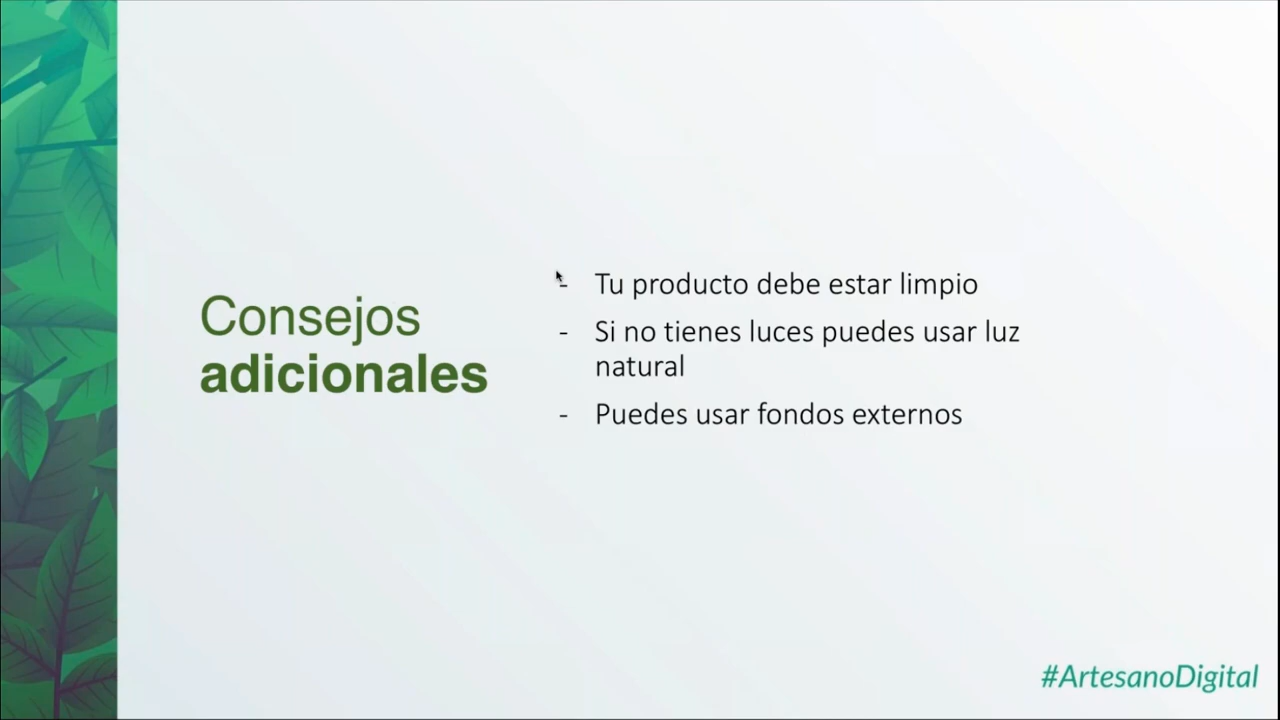 Consejos
adicionales
- Tu producto debe estar limpio
- Si no tienes luces puedes usar luz
natural
- Puedes usar fondos externos
#ArtesanoDigital